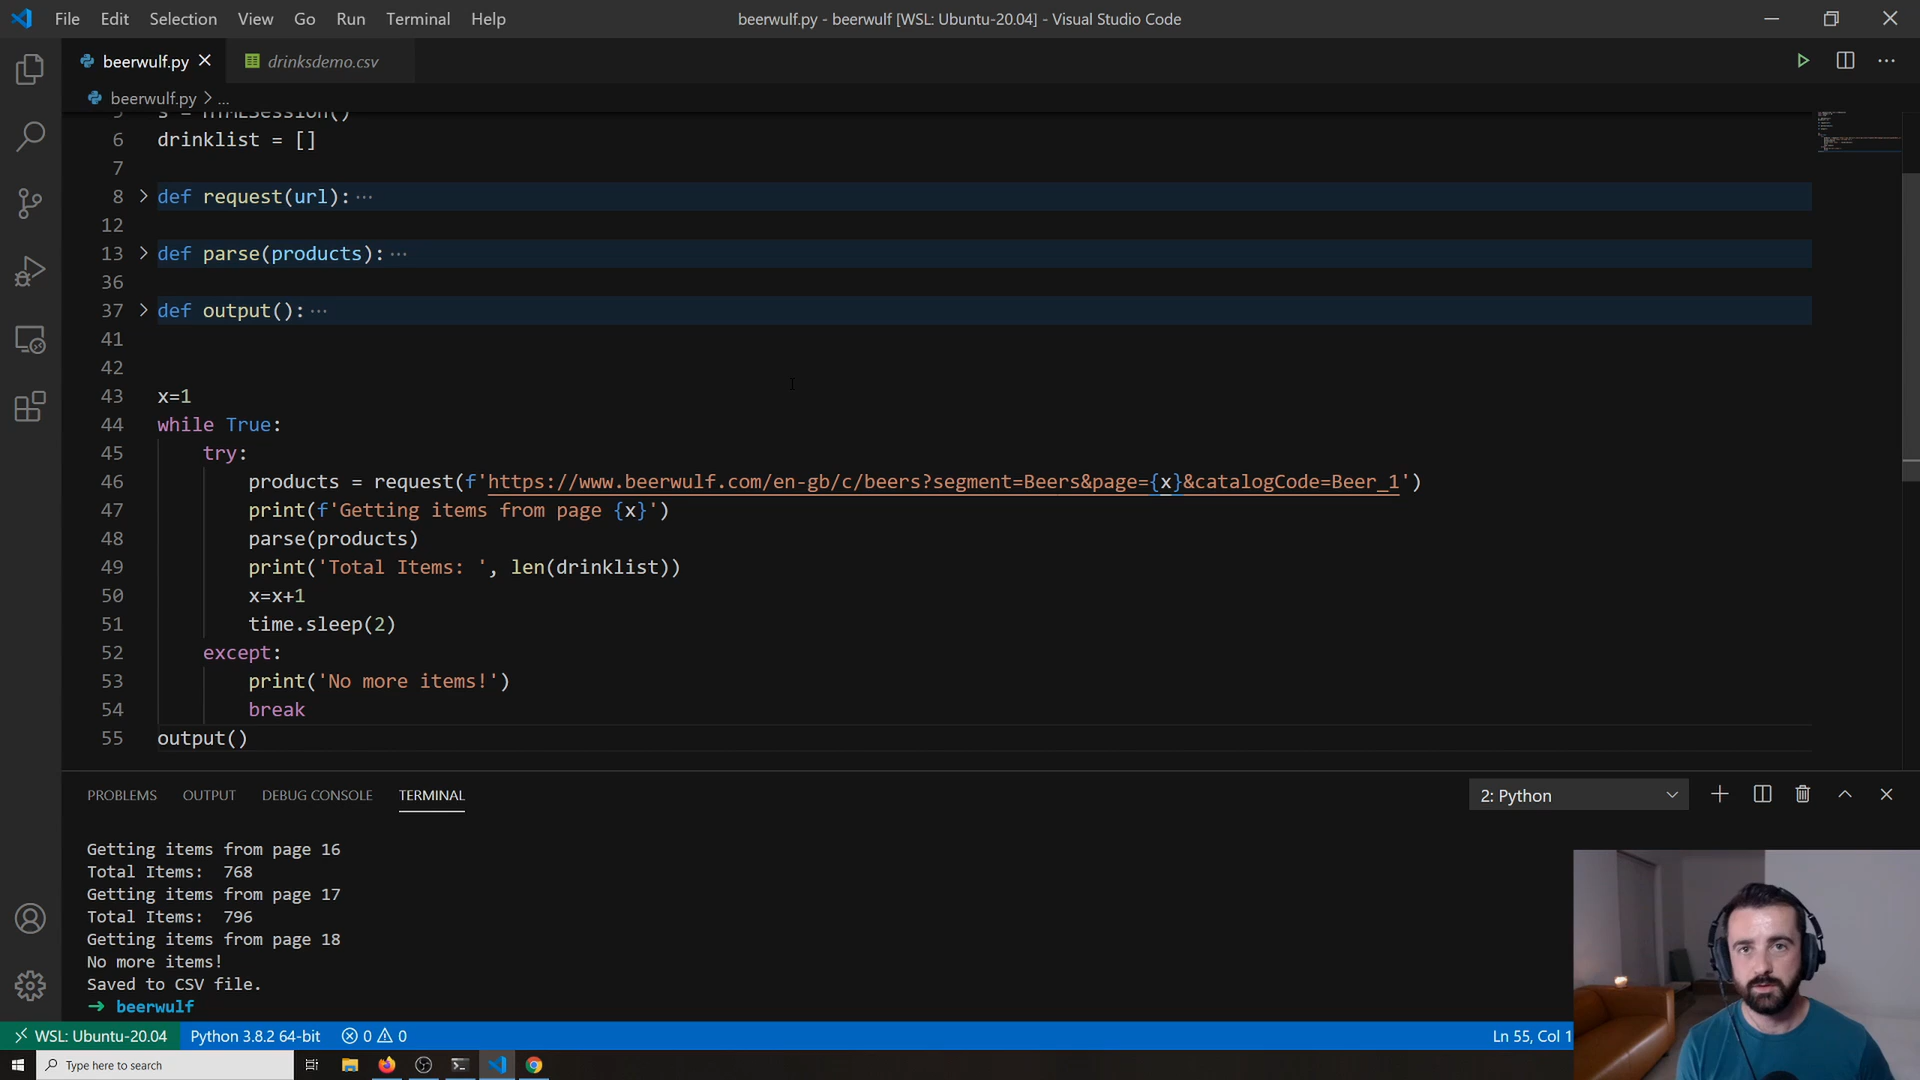 File Edit Selection View Go Run Terminal Help
beerwulf.py - beerwulf [WSL: Ubuntu-20.04] - Visual Studio Code
beerwulf.py
drinksdemo.csv
beerwulf.py > ...
5 s = HTMLSession()
6 drinklist = []
7
8 def request(url):...
12
13 def parse(products):...
36
37 def output():...
41
42
43 x=1
44 while True:
45 try:
46 products = request(f'https://www.beerwulf.com/en-gb/c/beers?segment=Beers&page={x}&catalogCode=Beer_1')
47 print(f'Getting items from page {x}')
48 parse(products)
49 print('Total Items: ', len(drinklist))
50 x=x+1
51 time.sleep(2)
52 except:
53 print('No more items!')
54 break
55 output()
PROBLEMS OUTPUT DEBUG CONSOLE TERMINAL
2: Python
Getting items from page 16
Total Items:  768
Getting items from page 17
Total Items:  796
Getting items from page 18
No more items!
Saved to CSV file.
➜ beerwulf
WSL: Ubuntu-20.04 Python 3.8.2 64-bit 0 0 Ln 55, Col 1
Type here to search